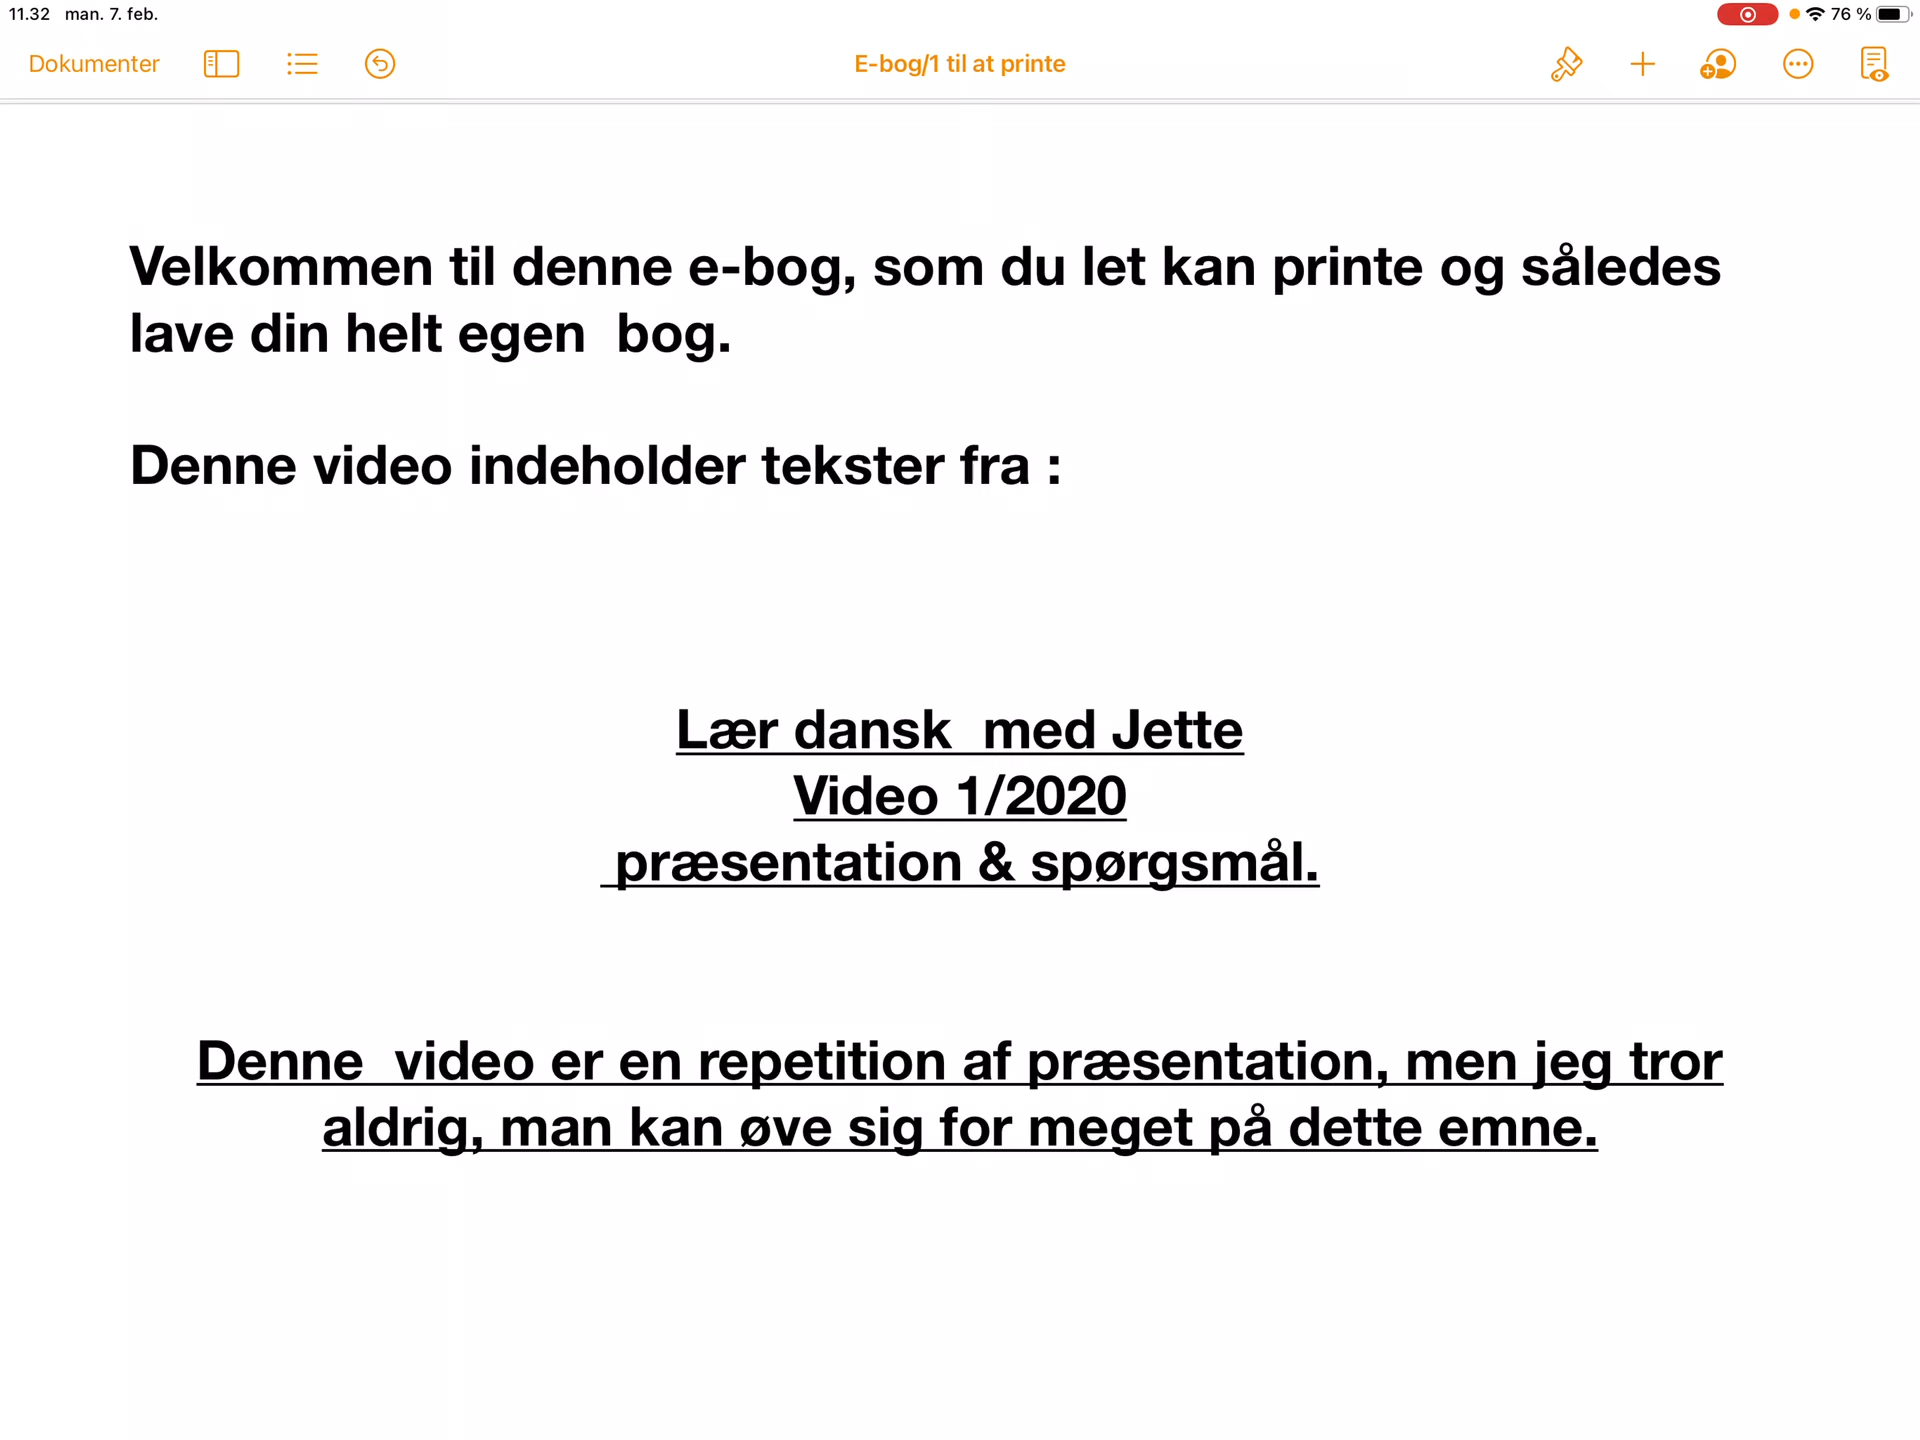 11.32 man. 7. feb.
76 %
Dokumenter
E-bog/1 til at printe
Velkommen til denne e-bog, som du let kan printe og således
lave din helt egen  bog.
Denne video indeholder tekster fra :
Lær dansk  med Jette
Video 1/2020
præsentation & spørgsmål.
Denne  video er en repetition af præsentation, men jeg tror
aldrig, man kan øve sig for meget på dette emne.